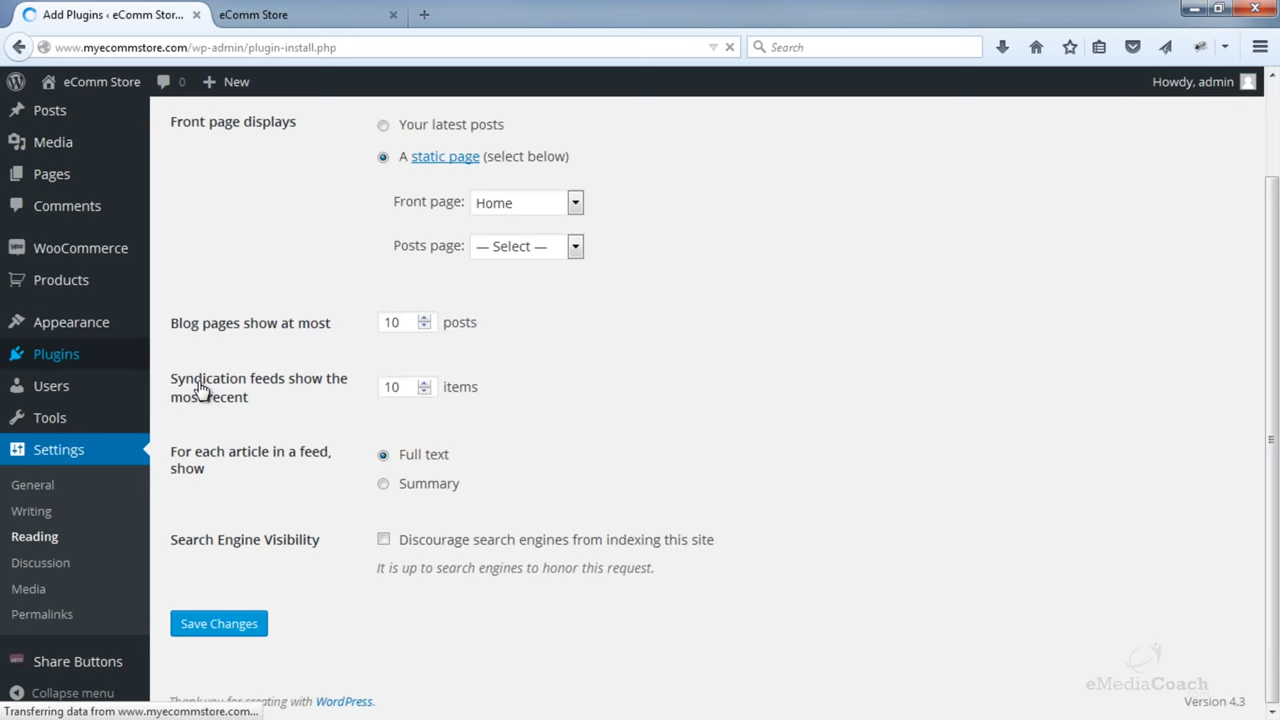 Add Plugins ‹ eComm Stor...
eComm Store
www.myecommstore.com/wp-admin/plugin-install.php
Search
eComm Store
0
New
Howdy, admin
Posts
Media
Pages
Comments
WooCommerce
Products
Appearance
Plugins
Users
Tools
Settings
General
Writing
Reading
Discussion
Media
Permalinks
Share Buttons
Collapse menu
Front page displays
Your latest posts
A static page (select below)
Front page: Home
Posts page: — Select —
Blog pages show at most 10 posts
Syndication feeds show the
most recent
10 items
For each article in a feed,
show
Full text
Summary
Search Engine Visibility
Discourage search engines from indexing this site
It is up to search engines to honor this request.
Save Changes
Thank you for creating with WordPress.
eMediaCoach
Version 4.3
Transferring data from www.myecommstore.com...